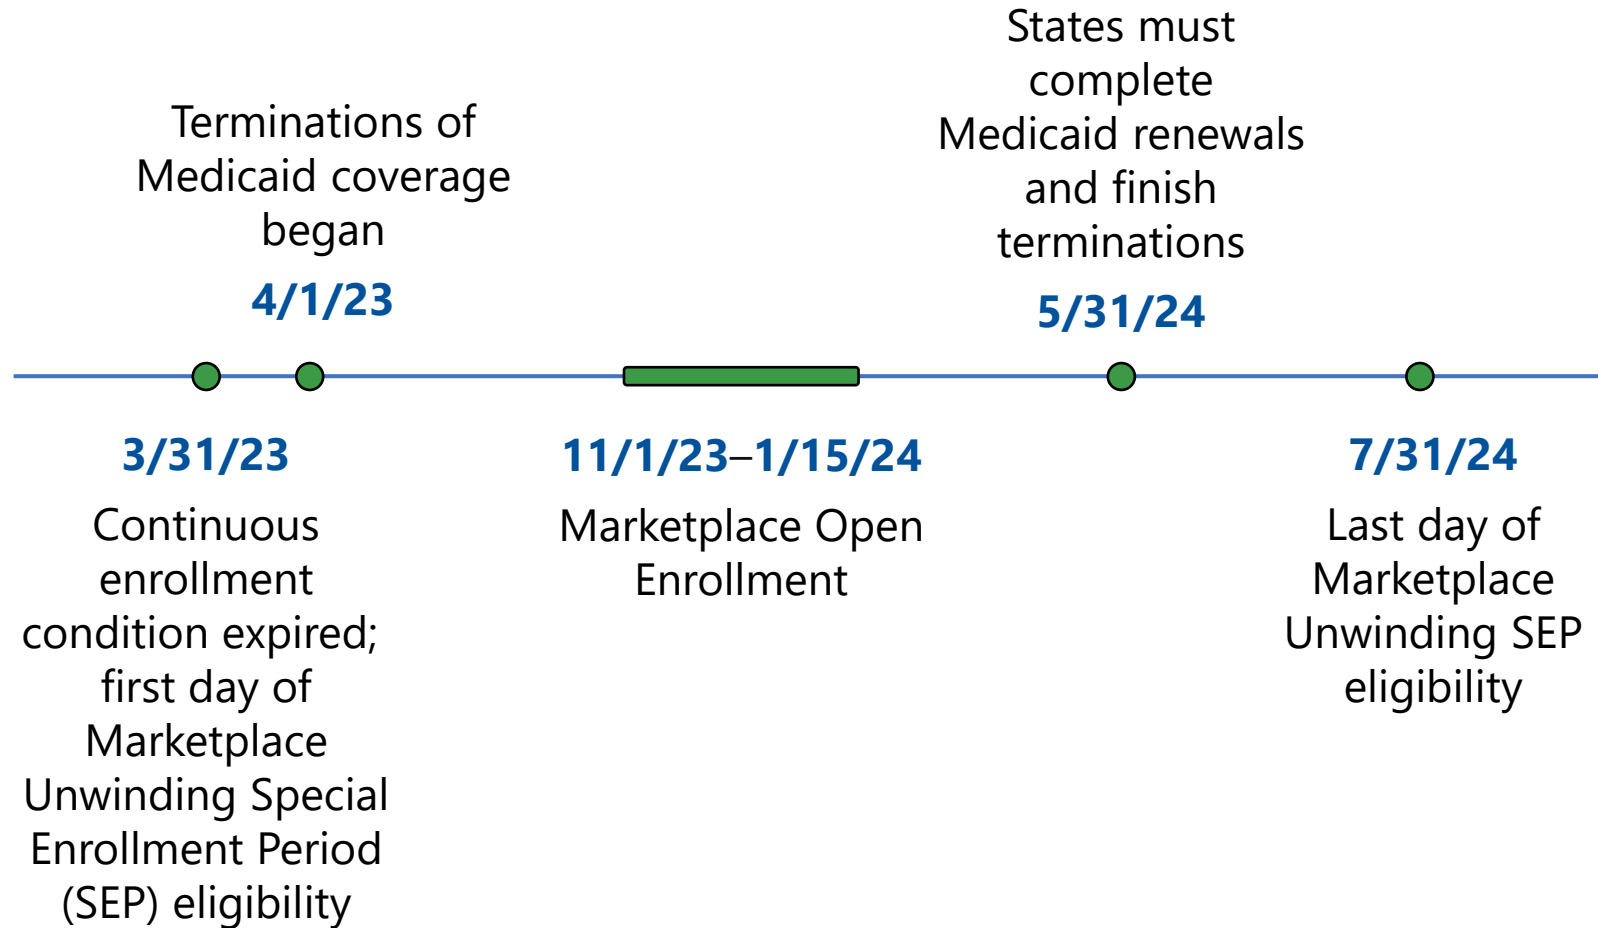 Terminations of
Medicaid coverage
began
4/1/23
States must
complete
Medicaid renewals
and finish
terminations
5/31/24
3/31/23
Continuous
enrollment
condition expired;
first day of
Marketplace
Unwinding Special
Enrollment Period
(SEP) eligibility
11/1/23–1/15/24
Marketplace Open
Enrollment
7/31/24
Last day of
Marketplace
Unwinding SEP
eligibility